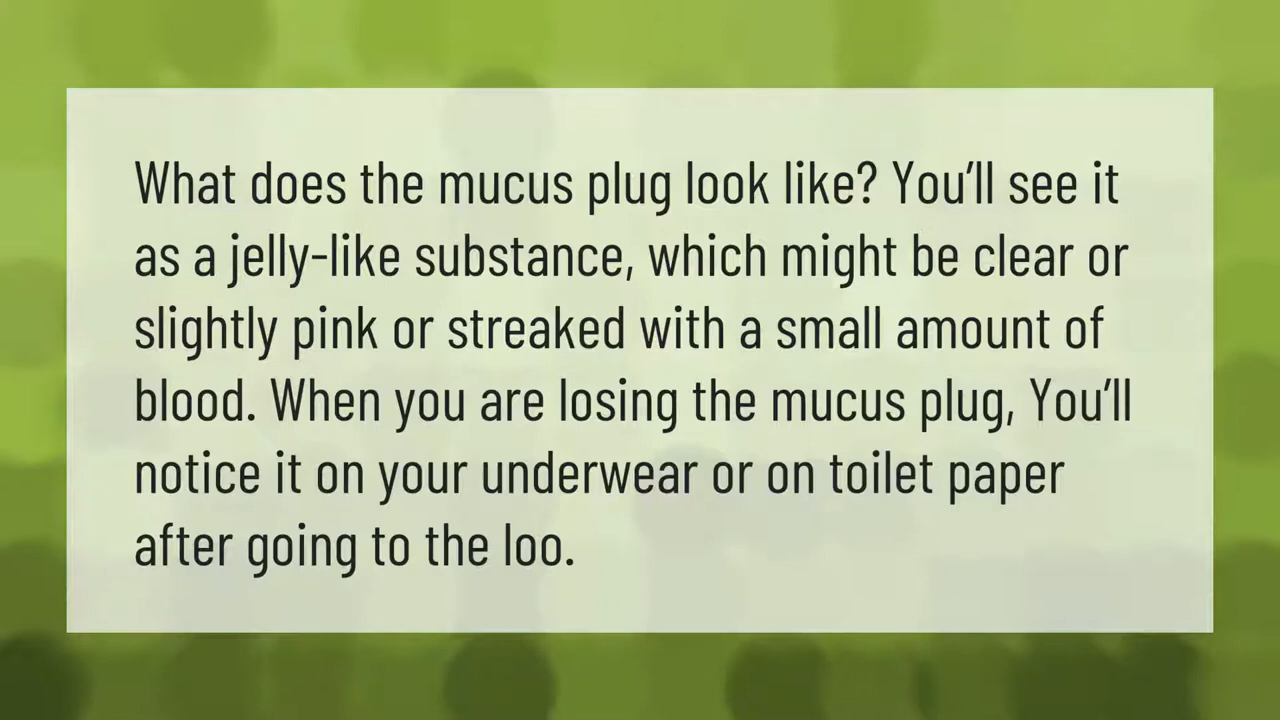 What does the mucus plug look like? You’ll see it
as a jelly-like substance, which might be clear or
slightly pink or streaked with a small amount of
blood. When you are losing the mucus plug, You’ll
notice it on your underwear or on toilet paper
after going to the loo.